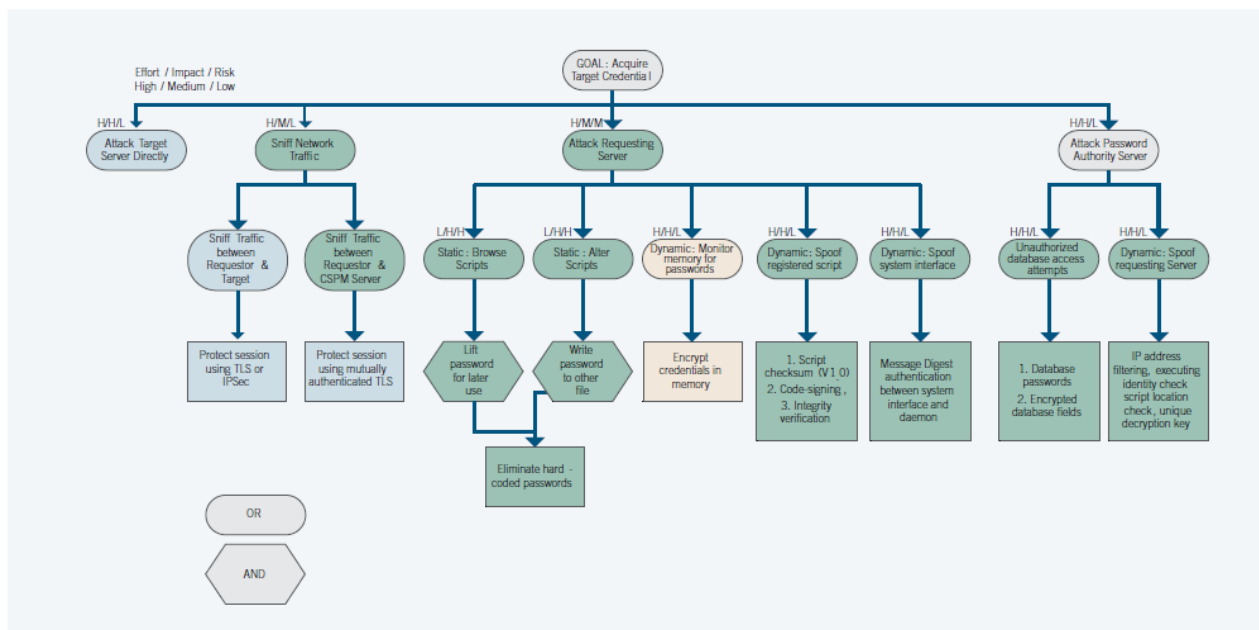 Effort / Impact / Risk
High / Medium / Low
GOAL: Acquire
Target Credential
H/H/L
Attack Target
Server Directly
H/M/L
Sniff Network
Traffic
H/M/M
Attack Requesting
Server
H/H/L
Attack Password
Authority Server
Sniff Traffic
between
Requestor &
Target
Sniff Traffic
between
Requestor &
CSPM Server
L/H/H
Static: Browse
Scripts
L/H/H
Static: Alter
Scripts
H/H/L
Dynamic: Monitor
memory for
passwords
H/H/L
Dynamic: Spoof
registered script
H/H/L
Dynamic: Spoof
system interface
H/H/L
Unauthorized
database access
attempts
H/H/L
Dynamic: Spoof
requesting Server
Protect session
using TLS or
IPSec
Protect session
using mutually
authenticated TLS
Lift
password
for later
use
Write
password
to other
file
Encrypt
credentials in
memory
1. Script
checksum (V1.0)
2. Code-signing,
3. Integrity
verification
Message Digest
authentication
between system
interface and
daemon
1. Database
passwords
2. Encrypted
database fields
IP address
filtering, executing
identity check
script location
check, unique
decryption key
Eliminate hard -
coded passwords
OR
AND